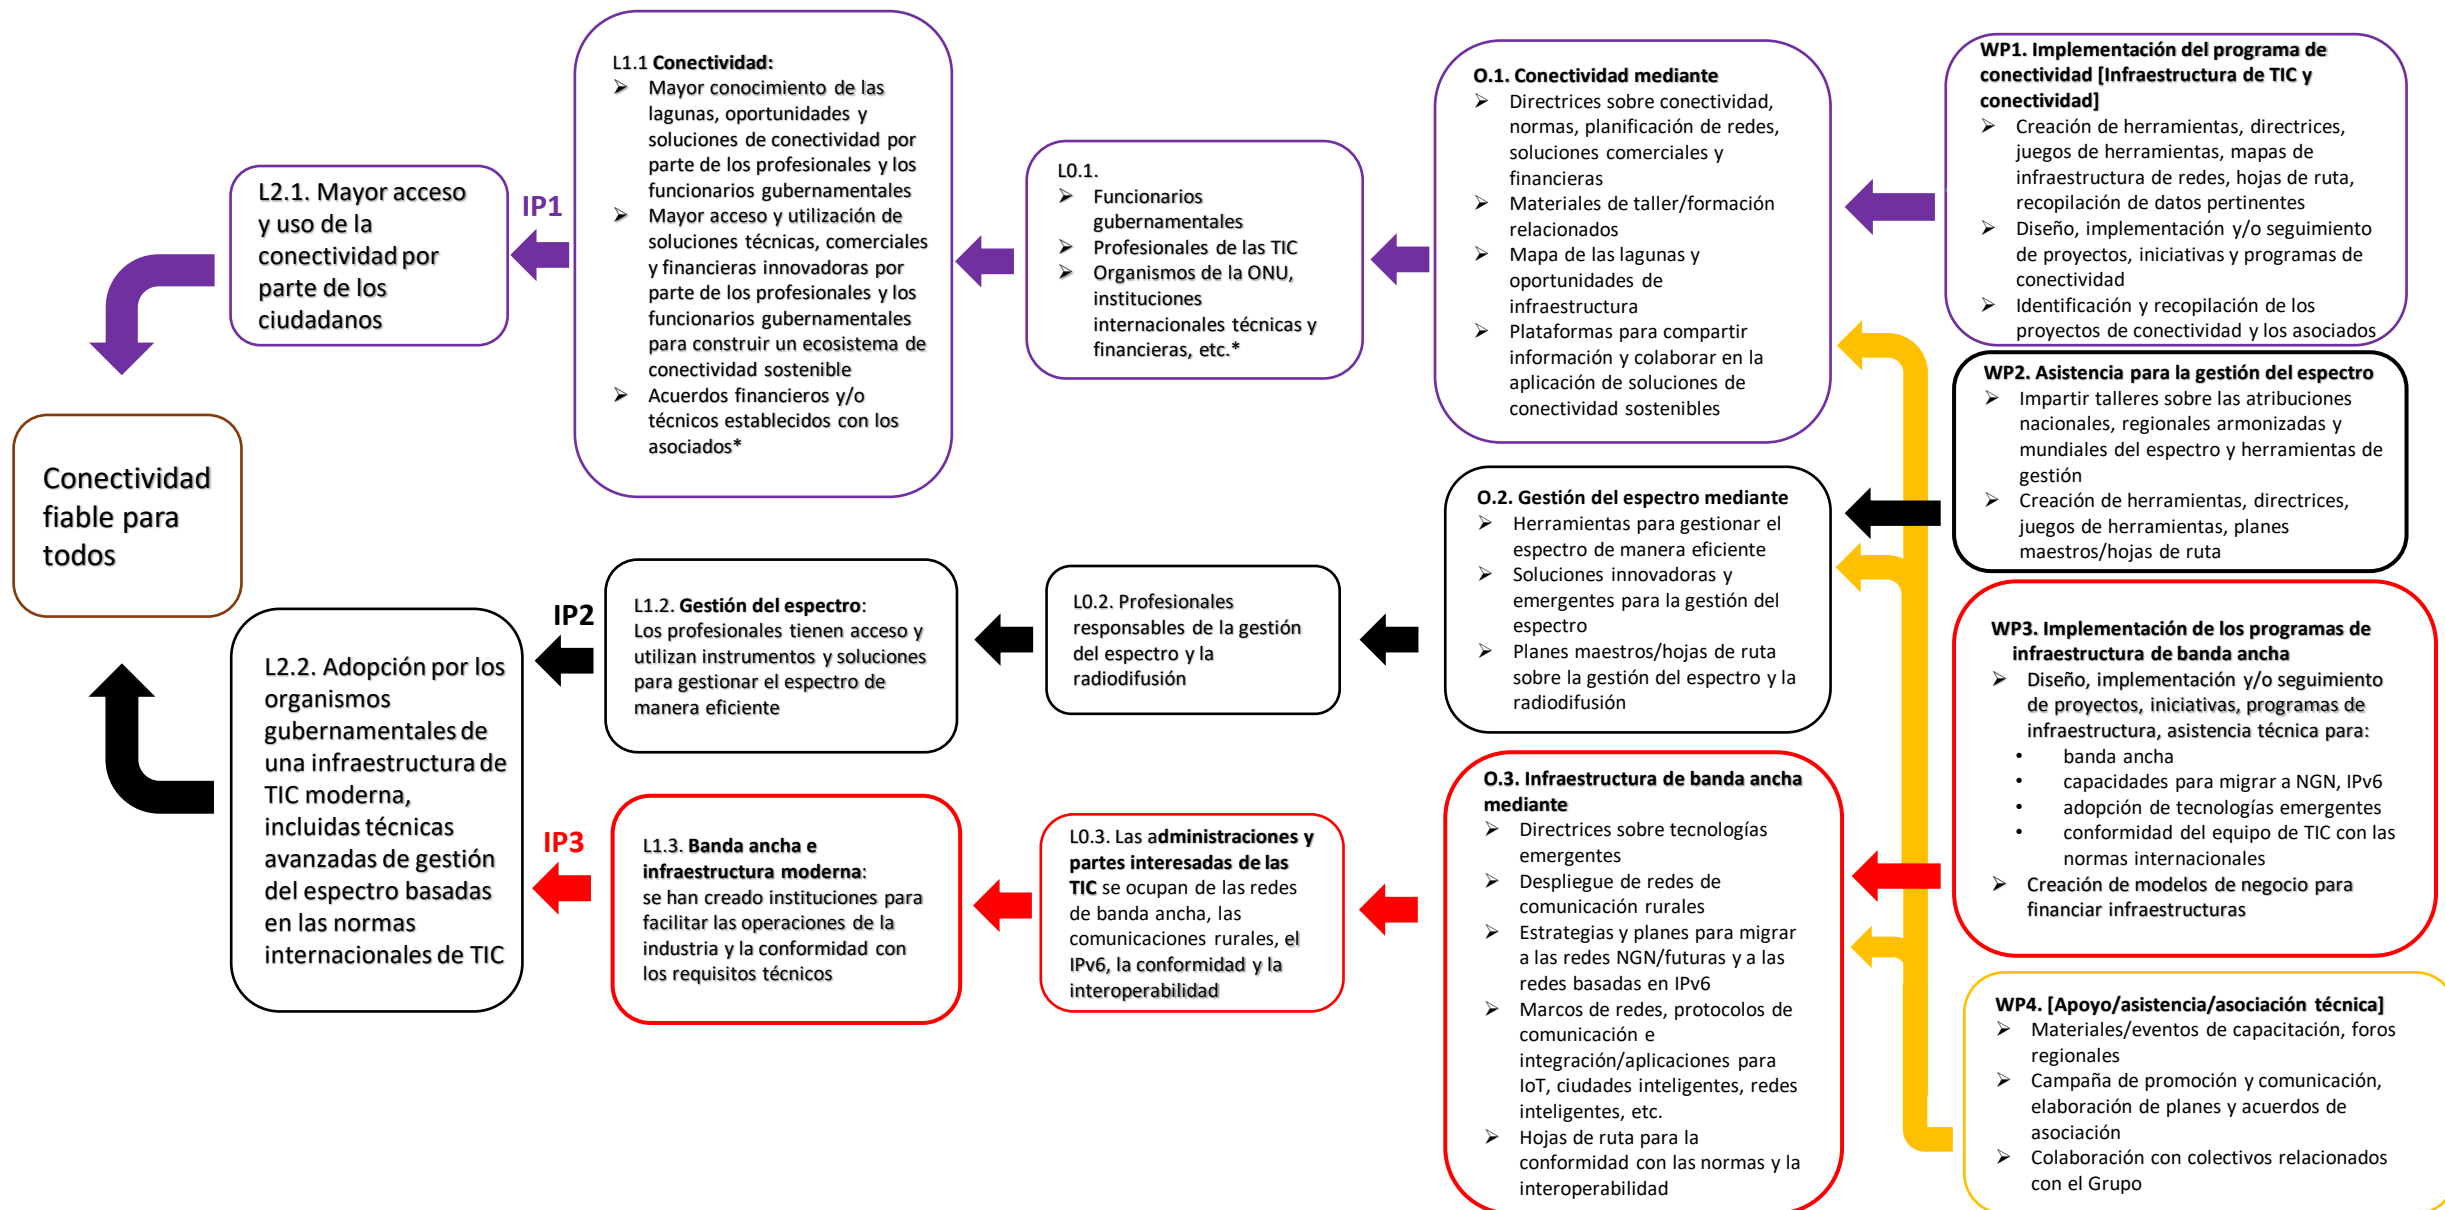 Conectividad
fiable para
todos
L2.1. Mayor acceso
y uso de la
conectividad por
parte de los
ciudadanos
IP1
L1.1 Conectividad:
➢ Mayor conocimiento de las
lagunas, oportunidades y
soluciones de conectividad por
parte de los profesionales y los
funcionarios gubernamentales
➢ Mayor acceso y utilización de
soluciones técnicas, comerciales
y financieras innovadoras por
parte de los profesionales y los
funcionarios gubernamentales
para construir un ecosistema de
conectividad sostenible
➢ Acuerdos financieros y/o
técnicos establecidos con los
asociados*
L0.1.
➢ Funcionarios
gubernamentales
➢ Profesionales de las TIC
➢ Organismos de la ONU,
instituciones
internacionales técnicas y
financieras, etc.*
O.1. Conectividad mediante
➢ Directrices sobre conectividad,
normas, planificación de redes,
soluciones comerciales y
financieras
➢ Materiales de taller/formación
relacionados
➢ Mapa de las lagunas y
oportunidades de
infraestructura
➢ Plataformas para compartir
información y colaborar en la
aplicación de soluciones de
conectividad sostenibles
WP1. Implementación del programa de
conectividad [Infraestructura de TIC y
conectividad]
➢ Creación de herramientas, directrices,
juegos de herramientas, mapas de
infraestructura de redes, hojas de ruta,
recopilación de datos pertinentes
➢ Diseño, implementación y/o seguimiento
de proyectos, iniciativas y programas de
conectividad
➢ Identificación y recopilación de los
proyectos de conectividad y los asociados
L2.2. Adopción por los
organismos
gubernamentales de
una infraestructura de
TIC moderna,
incluidas técnicas
avanzadas de gestión
del espectro basadas
en las normas
internacionales de TIC
IP2
L1.2. Gestión del espectro:
Los profesionales tienen acceso y
utilizan instrumentos y soluciones
para gestionar el espectro de
manera eficiente
L0.2. Profesionales
responsables de la gestión
del espectro y la
radiodifusión
O.2. Gestión del espectro mediante
➢ Herramientas para gestionar el
espectro de manera eficiente
➢ Soluciones innovadoras y
emergentes para la gestión del
espectro
➢ Planes maestros/hojas de ruta
sobre la gestión del espectro y la
radiodifusión
WP2. Asistencia para la gestión del espectro
➢ Impartir talleres sobre las atribuciones
nacionales, regionales armonizadas y
mundiales del espectro y herramientas de
gestión
➢ Creación de herramientas, directrices,
juegos de herramientas, planes
maestros/hojas de ruta
IP3
L1.3. Banda ancha e
infraestructura moderna:
se han creado instituciones para
facilitar las operaciones de la
industria y la conformidad con
los requisitos técnicos
L0.3. Las administraciones y
partes interesadas de las
TIC se ocupan de las redes
de banda ancha, las
comunicaciones rurales, el
IPv6, la conformidad y la
interoperabilidad
O.3. Infraestructura de banda ancha
mediante
➢ Directrices sobre tecnologías
emergentes
➢ Despliegue de redes de
comunicación rurales
➢ Estrategias y planes para migrar
a las redes NGN/futuras y a las
redes basadas en IPv6
➢ Marcos de redes, protocolos de
comunicación e
integración/aplicaciones para
IoT, ciudades inteligentes, redes
inteligentes, etc.
➢ Hojas de ruta para la
conformidad con las normas y la
interoperabilidad
WP3. Implementación de los programas de
infraestructura de banda ancha
➢ Diseño, implementación y/o seguimiento
de proyectos, iniciativas, programas de
infraestructura, asistencia técnica para:
• banda ancha
• capacidades para migrar a NGN, IPv6
• adopción de tecnologías emergentes
• conformidad del equipo de TIC con las
normas internacionales
➢ Creación de modelos de negocio para
financiar infraestructuras
WP4. [Apoyo/asistencia/asociación técnica]
➢ Materiales/eventos de capacitación, foros
regionales
➢ Campaña de promoción y comunicación,
elaboración de planes y acuerdos de
asociación
➢ Colaboración con colectivos relacionados
con el Grupo